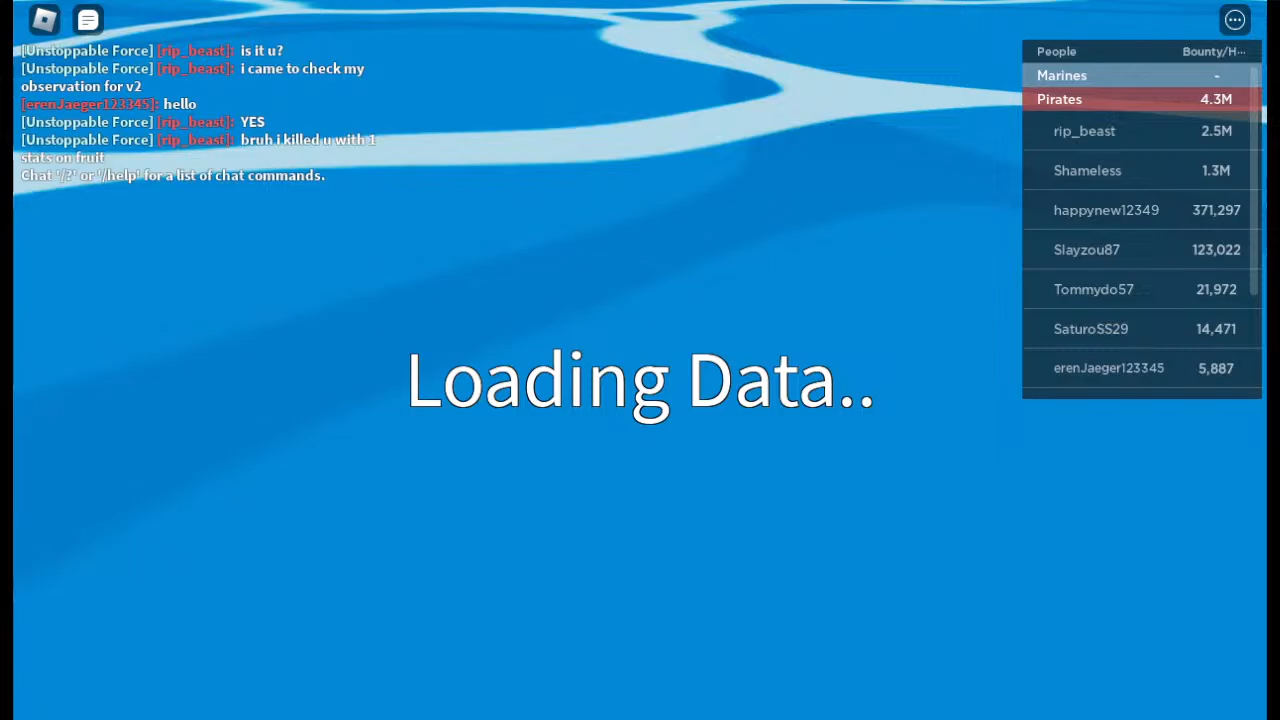 [Unstoppable Force] [rip_beast]: is it u?
[Unstoppable Force] [rip_beast]: i came to check my
observation for v2
[erenJaeger123345]: hello
[Unstoppable Force] [rip_beast]: YES
[Unstoppable Force] [rip_beast]: bruh i killed u with 1
stats on fruit
Chat '/?' or '/help' for a list of chat commands.
People Bounty/H...
Marines -
Pirates 4.3M
rip_beast 2.5M
Shameless 1.3M
happynew12349 371,297
Slayzou87 123,022
Tommydo57 21,972
SaturoSS29 14,471
erenJaeger123345 5,887
Loading Data..